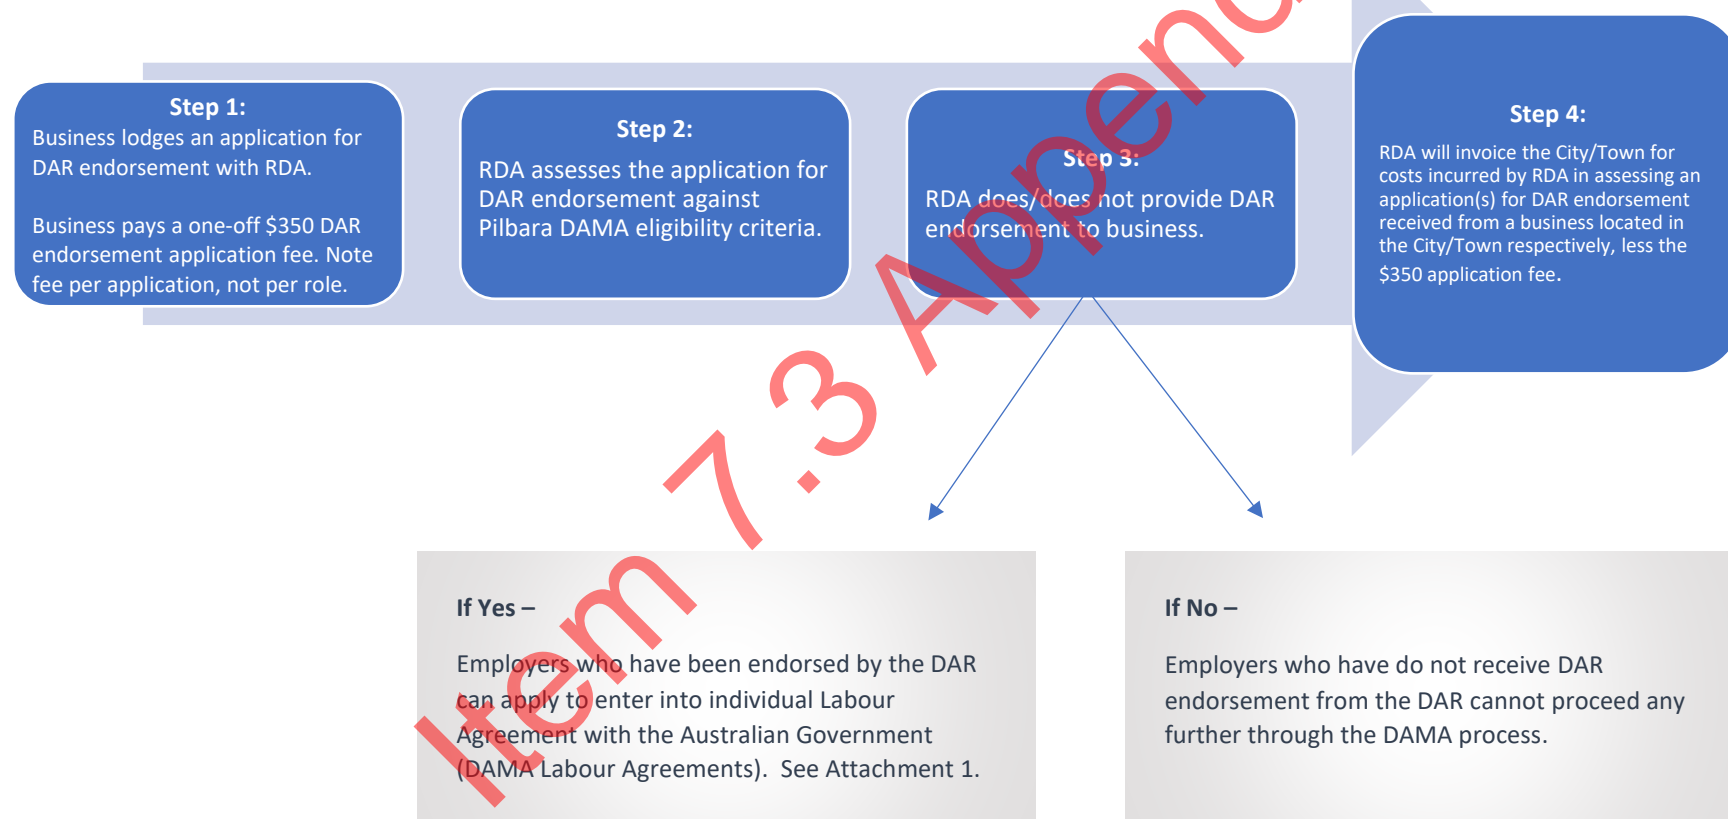 Step 1:
Business lodges an application for
DAR endorsement with RDA.
Business pays a one-off $350 DAR
endorsement application fee. Note
fee per application, not per role.
Step 2:
RDA assesses the application for
DAR endorsement against
Pilbara DAMA eligibility criteria.
Step 3:
RDA does/does not provide DAR
endorsement to business.
Step 4:
RDA will invoice the City/Town for
costs incurred by RDA in assessing an
application(s) for DAR endorsement
received from a business located in
the City/Town respectively, less the
$350 application fee.
If Yes –
Employers who have been endorsed by the DAR
can apply to enter into individual Labour
Agreement with the Australian Government
(DAMA Labour Agreements).  See Attachment 1.
If No –
Employers who have do not receive DAR
endorsement from the DAR cannot proceed any
further through the DAMA process.
Item 7.3